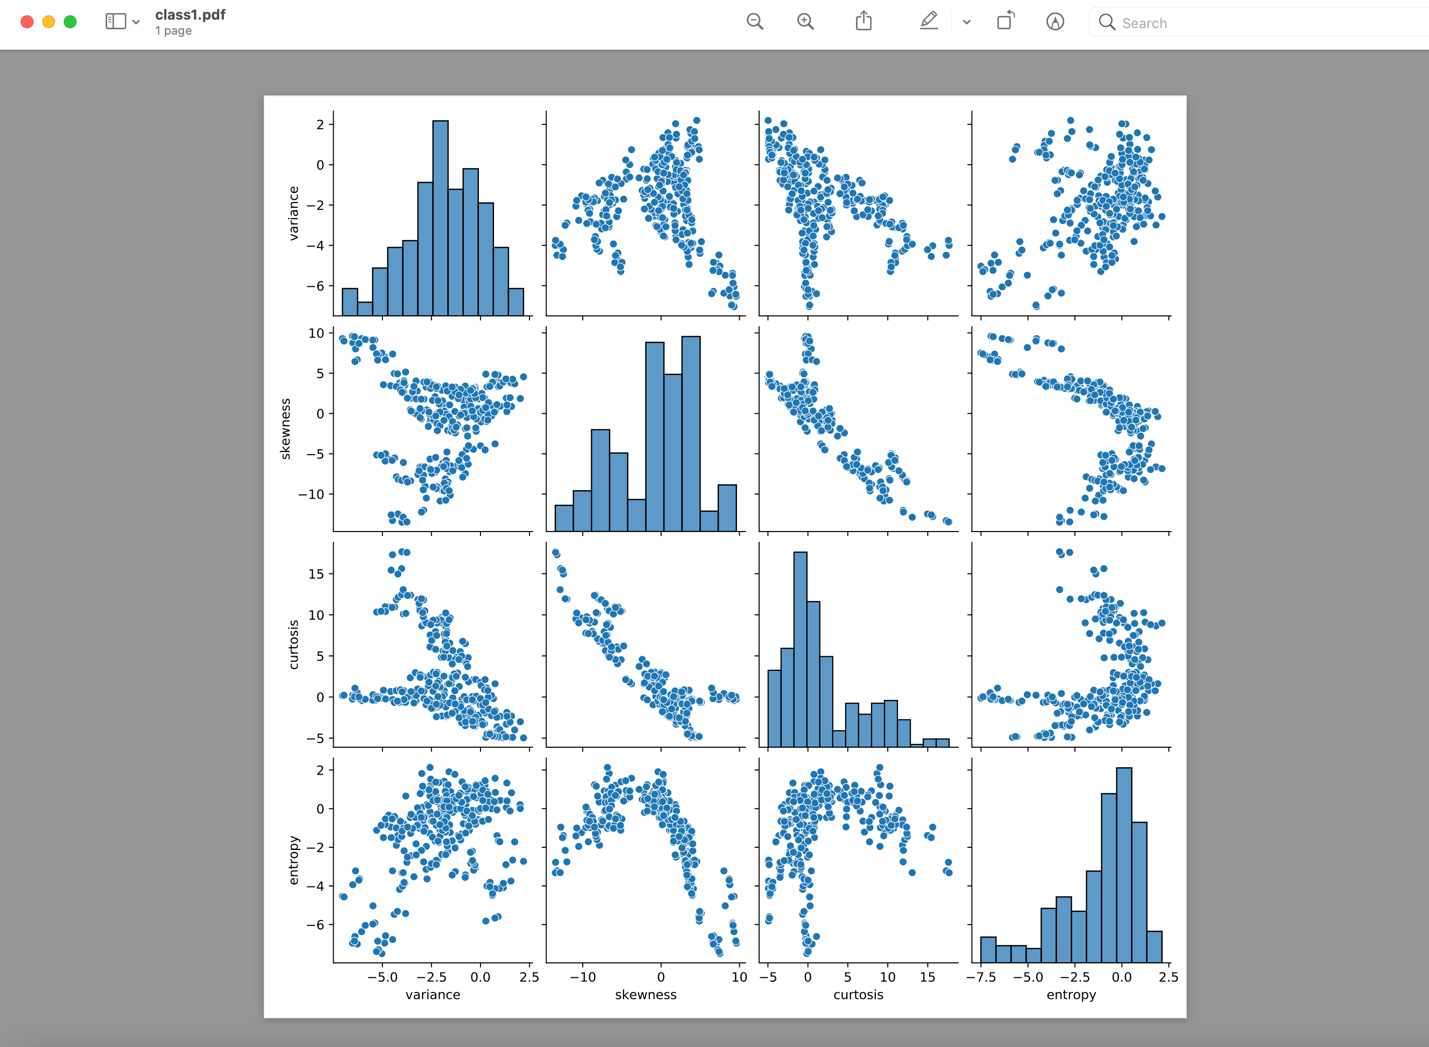 class1.pdf
1 page
Search
2
0
−2
−4
−6
variance
10
5
0
−5
−10
skewness
15
10
5
0
−5
curtosis
2
0
−2
−4
−6
entropy
−5.0 −2.5 0.0 2.5 −10 0 10 −5 0 5 10 15 −7.5 −5.0 −2.5 0.0 2.5
variance skewness curtosis entropy